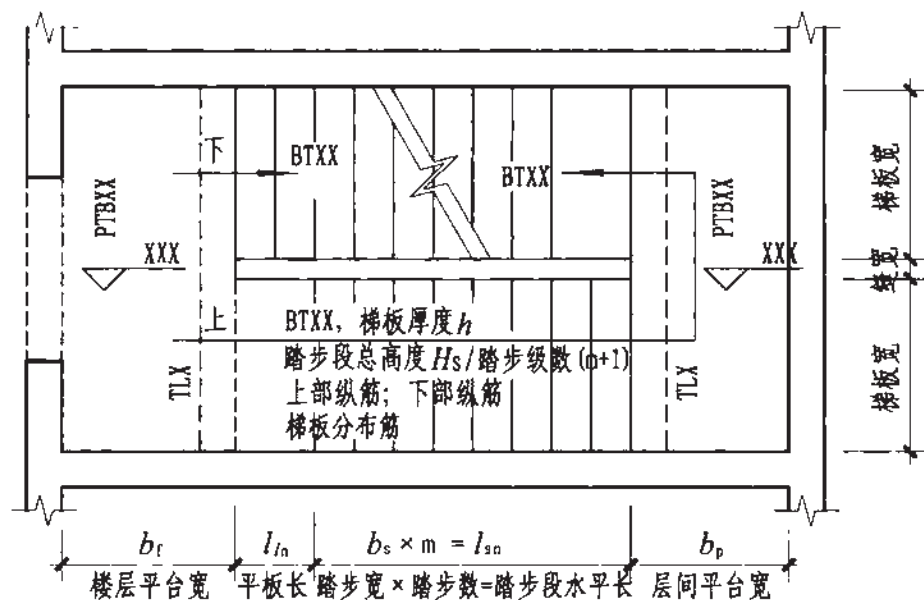 下
BTXX
BTXX
PTBXX
XXX
PTBXX
XXX
梯板宽
缝宽
梯板宽
上
BTXX, 梯板厚度h
踏步段总高度Hs/踏步级数(m+1)
上部纵筋; 下部纵筋
梯板分布筋
TLX
TLX
bf
lln
bs × m = lsn
bp
楼层平台宽
平板长
踏步宽 × 踏步数=踏步段水平长
层间平台宽